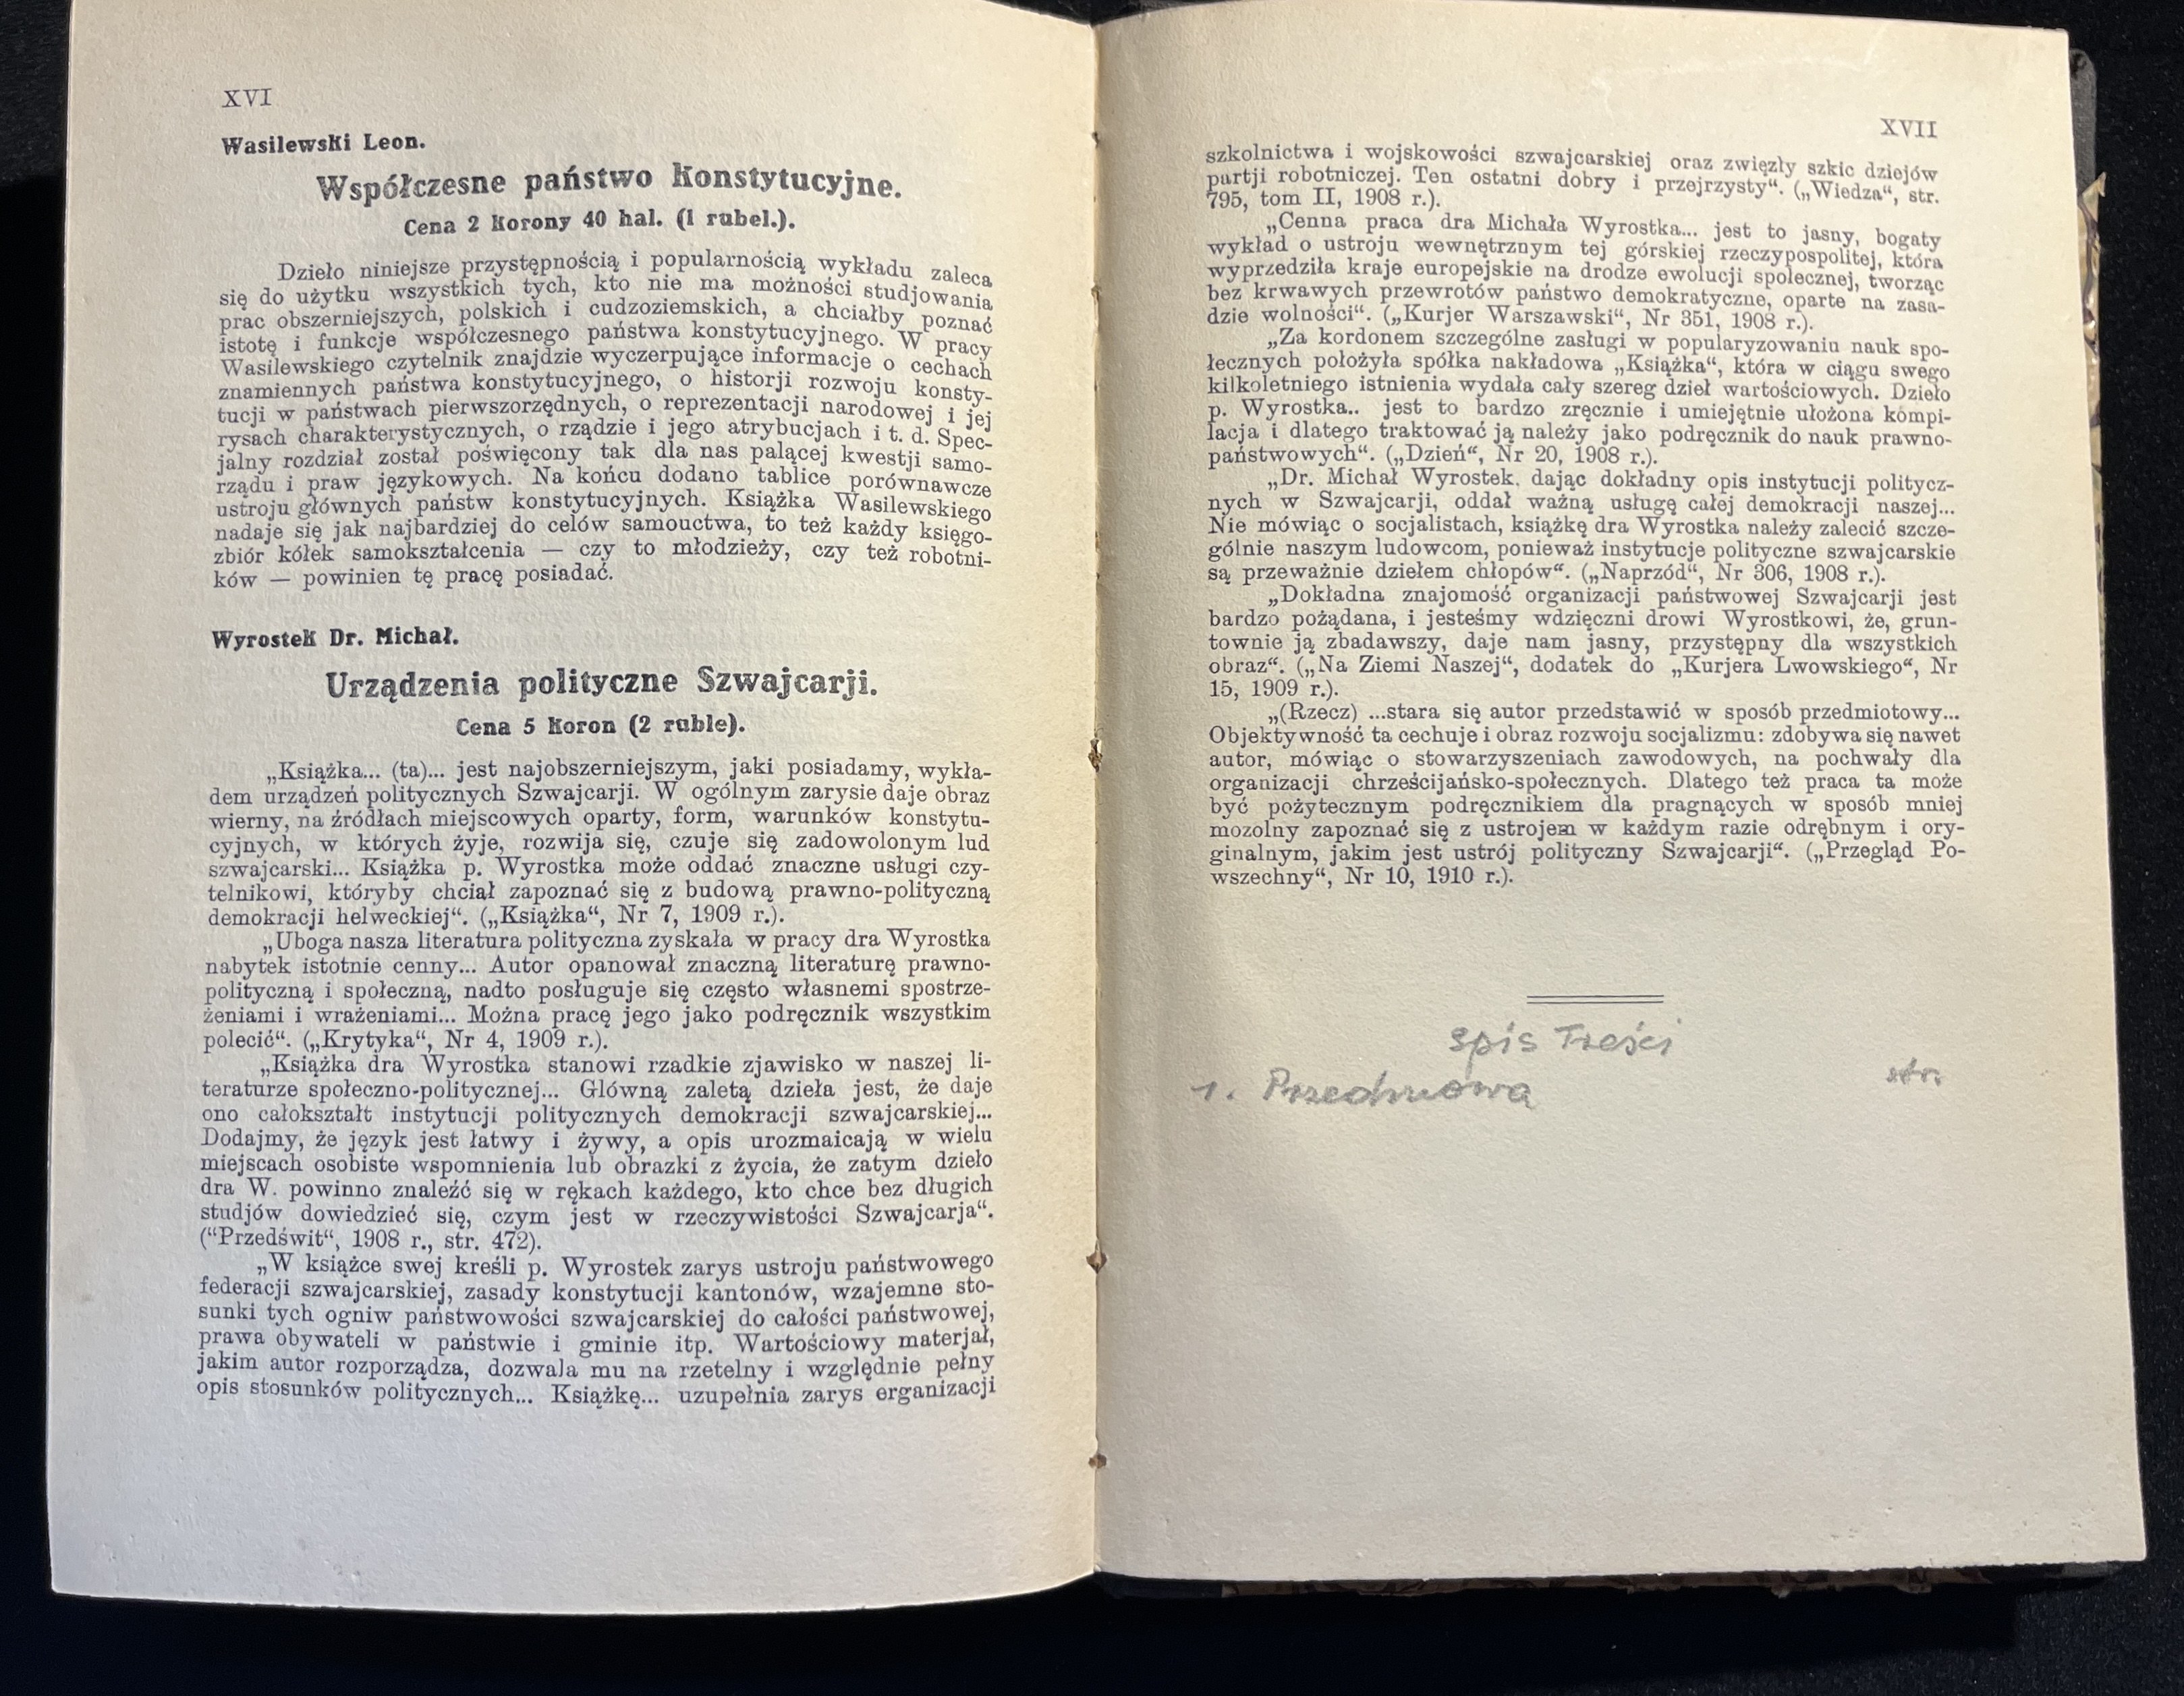 XVI
Wasilewski Leon.
Współczesne państwo konstytucyjne.
Cena 2 korony 40 hal. (1 rubel.).
Dzieło niniejsze przystępnością i popularnością wykładu zaleca
się do użytku wszystkich tych, kto nie ma możności studjowania
prac obszerniejszych, polskich i cudzoziemskich, a chciałby poznać
istotę i funkcje współczesnego państwa konstytucyjnego. W pracy
Wasilewskiego czytelnik znajdzie wyczerpujące informacje o cechach
znamiennych państwa konstytucyjnego, o historji rozwoju konsty-
tucji w państwach pierwszorzędnych, o reprezentacji narodowej i jej
rysach charakterystycznych, o rządzie i jego atrybucjach i t. d. Spec-
jalny rozdział został poświęcony tak dla nas palącej kwestji samo-
rządu i praw językowych. Na końcu dodano tablice porównawcze
ustroju głównych państw konstytucyjnych. Książka Wasilewskiego
nadaje się jak najbardziej do celów samouctwa, to też każdy księgo-
zbiór kółek samokształcenia — czy to młodzieży, czy też robotni-
ków — powinien tę pracę posiadać.
Wyrostek Dr. Michał.
Urządzenia polityczne Szwajcarji.
Cena 5 koron (2 ruble).
„Książka... (ta)... jest najobszerniejszym, jaki posiadamy, wykła-
dem urządzeń politycznych Szwajcarji. W ogólnym zarysie daje obraz
wierny, na źródłach miejscowych oparty, form, warunków konstytu-
cyjnych, w których żyje, rozwija się, czuje się zadowolonym lud
szwajcarski... Książka p. Wyrostka może oddać znaczne usługi czy-
telnikowi, któryby chciał zapoznać się z budową prawno-polityczną
demokracji helweckiej“. („Książka“, Nr 7, 1909 r.).
„Uboga nasza literatura polityczna zyskała w pracy dra Wyrostka
nabytek istotnie cenny... Autor opanował znaczną literaturę prawno-
polityczną i społeczną, nadto posługuje się często własnemi spostrze-
żeniami i wrażeniami... Można pracę jego jako podręcznik wszystkim
polecić“. („Krytyka“, Nr 4, 1909 r.).
„Książka dra Wyrostka stanowi rzadkie zjawisko w naszej li-
teraturze społeczno-politycznej... Główną zaletą dzieła jest, że daje
ono całokształt instytucji politycznych demokracji szwajcarskiej...
Dodajmy, że język jest łatwy i żywy, a opis urozmaicają w wielu
miejscach osobiste wspomnienia lub obrazki z życia, że zatym dzieło
dra W. powinno znaleźć się w rękach każdego, kto chce bez długich
studjów dowiedzieć się, czym jest w rzeczywistości Szwajcarja“.
(“Przedświt“, 1908 r., str. 472).
„W książce swej kreśli p. Wyrostek zarys ustroju państwowego
federacji szwajcarskiej, zasady konstytucji kantonów, wzajemne sto-
sunki tych ogniw państwowości szwajcarskiej do całości państwowej,
prawa obywateli w państwie i gminie itp. Wartościowy materjał,
jakim autor rozporządza, dozwala mu na rzetelny i względnie pełny
opis stosunków politycznych... Książkę... uzupełnia zarys erganizacji
XVII
szkolnictwa i wojskowości szwajcarskiej oraz zwięzły szkic dziejów
partji robotniczej. Ten ostatni dobry i przejrzysty“. („Wiedza“, str.
795, tom II, 1908 r.).
„Cenna praca dra Michała Wyrostka... jest to jasny, bogaty
wykład o ustroju wewnętrznym tej górskiej rzeczypospolitej, która
wyprzedziła kraje europejskie na drodze ewolucji społecznej, tworząc
bez krwawych przewrotów państwo demokratyczne, oparte na zasa-
dzie wolności“. („Kurjer Warszawski“, Nr 351, 1908 r.).
„Za kordonem szczególne zasługi w popularyzowaniu nauk spo-
łecznych położyła spółka nakładowa „Książka“, która w ciągu swego
kilkoletniego istnienia wydała cały szereg dzieł wartościowych. Dzieło
p. Wyrostka.. jest to bardzo zręcznie i umiejętnie ułożona kompi-
lacja i dlatego traktować ją należy jako podręcznik do nauk prawno-
państwowych“. („Dzień“, Nr 20, 1908 r.).
„Dr. Michał Wyrostek, dając dokładny opis instytucji politycz-
nych w Szwajcarji, oddał ważną usługę całej demokracji naszej...
Nie mówiąc o socjalistach, książkę dra Wyrostka należy zalecić szcze-
gólnie naszym ludowcom, ponieważ instytucje polityczne szwajcarskie
są przeważnie dziełem chłopów“. („Naprzód“, Nr 306, 1908 r.).
„Dokładna znajomość organizacji państwowej Szwajcarji jest
bardzo pożądana, i jesteśmy wdzięczni drowi Wyrostkowi, że, grun-
townie ją zbadawszy, daje nam jasny, przystępny dla wszystkich
obraz“. („Na Ziemi Naszej“, dodatek do „Kurjera Lwowskiego“, Nr
15, 1909 r.).
„(Rzecz) ...stara się autor przedstawić w sposób przedmiotowy...
Objektywność ta cechuje i obraz rozwoju socjalizmu: zdobywa się nawet
autor, mówiąc o stowarzyszeniach zawodowych, na pochwały dla
organizacji chrześcijańsko-społecznych. Dlatego też praca ta może
być pożytecznym podręcznikiem dla pragnących w sposób mniej
mozolny zapoznać się z ustrojem w każdym razie odrębnym i ory-
ginalnym, jakim jest ustrój polityczny Szwajcarji“. („Przegląd Po-
wszechny“, Nr 10, 1910 r.).
spis Treści
str.
1. Przedmowa